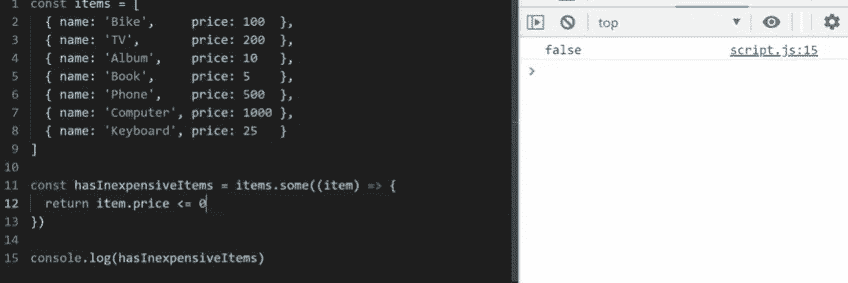 1 const items = [
2   { name: 'Bike',     price: 100  },
3   { name: 'TV',       price: 200  },
4   { name: 'Album',    price: 10   },
5   { name: 'Book',     price: 5    },
6   { name: 'Phone',    price: 500  },
7   { name: 'Computer', price: 1000 },
8   { name: 'Keyboard', price: 25   }
9 ]
10
11 const hasInexpensiveItems = items.some((item) => {
12   return item.price <= 0
13 })
14
15 console.log(hasInexpensiveItems)
top
false script.js:15
>